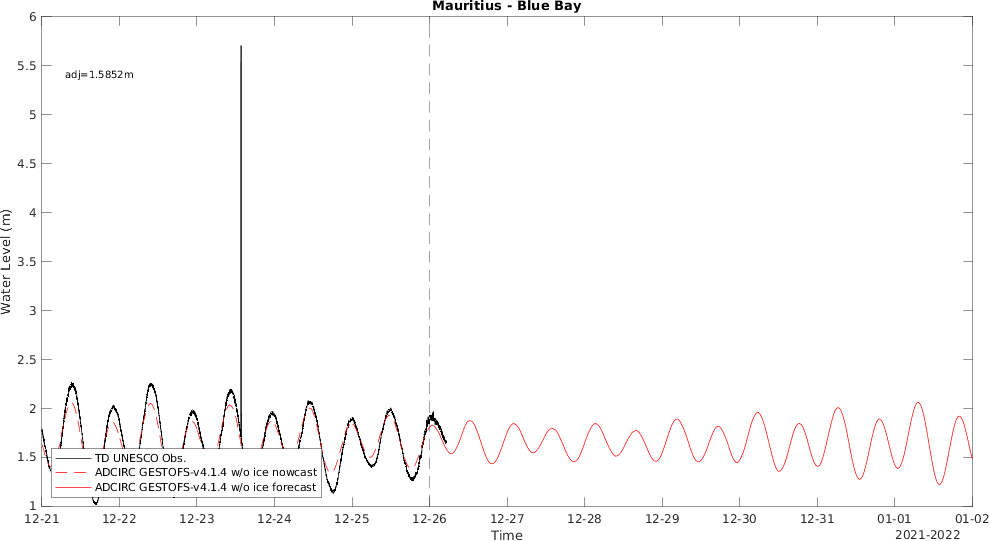 Mauritius - Blue Bay
6
5.5
5
4.5
4
3.5
3
2.5
2
1.5
1
Water Level (m)
adj=1.5852m
TD UNESCO Obs.
ADCIRC GESTOFS-v4.1.4 w/o ice nowcast
ADCIRC GESTOFS-v4.1.4 w/o ice forecast
12-21 12-22 12-23 12-24 12-25 12-26 12-27 12-28 12-29 12-30 12-31 01-01 01-02
Time
2021-2022